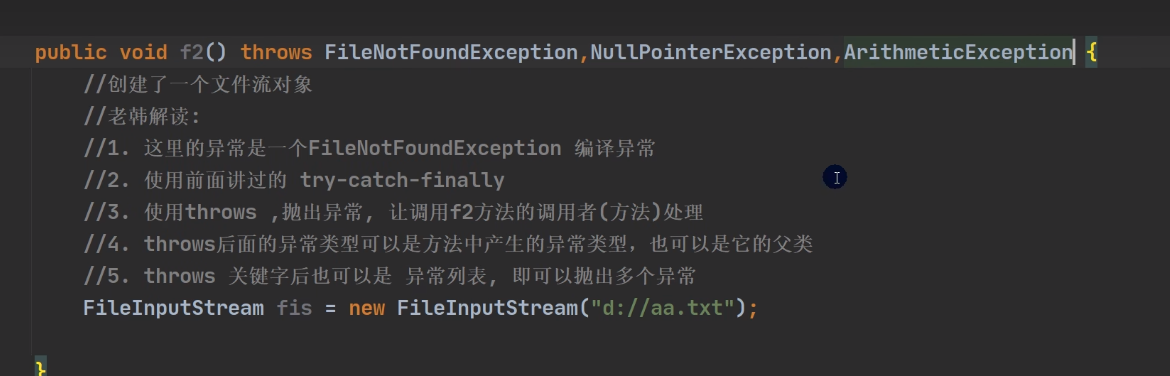 public void f2() throws FileNotFoundException,NullPointerException,ArithmeticException {
//创建了一个文件流对象
//老韩解读:
//1. 这里的异常是一个FileNotFoundException 编译异常
//2. 使用前面讲过的 try-catch-finally
//3. 使用throws ,抛出异常, 让调用f2方法的调用者(方法)处理
//4. throws后面的异常类型可以是方法中产生的异常类型，也可以是它的父类
//5. throws 关键字后也可以是 异常列表, 即可以抛出多个异常
FileInputStream fis = new FileInputStream("d://aa.txt");
}